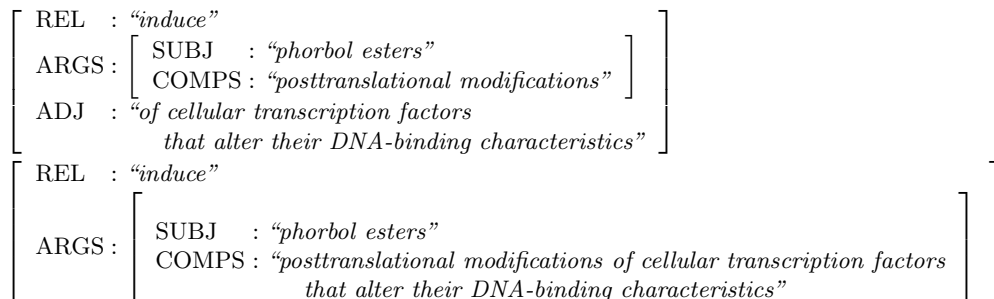 REL : “induce”
ARGS : SUBJ : “phorbol esters”
COMPS : “posttranslational modifications”
ADJ : “of cellular transcription factors
that alter their DNA-binding characteristics”
REL : “induce”
SUBJ : “phorbol esters”
ARGS : COMPS : “posttranslational modifications of cellular transcription factors
that alter their DNA-binding characteristics”